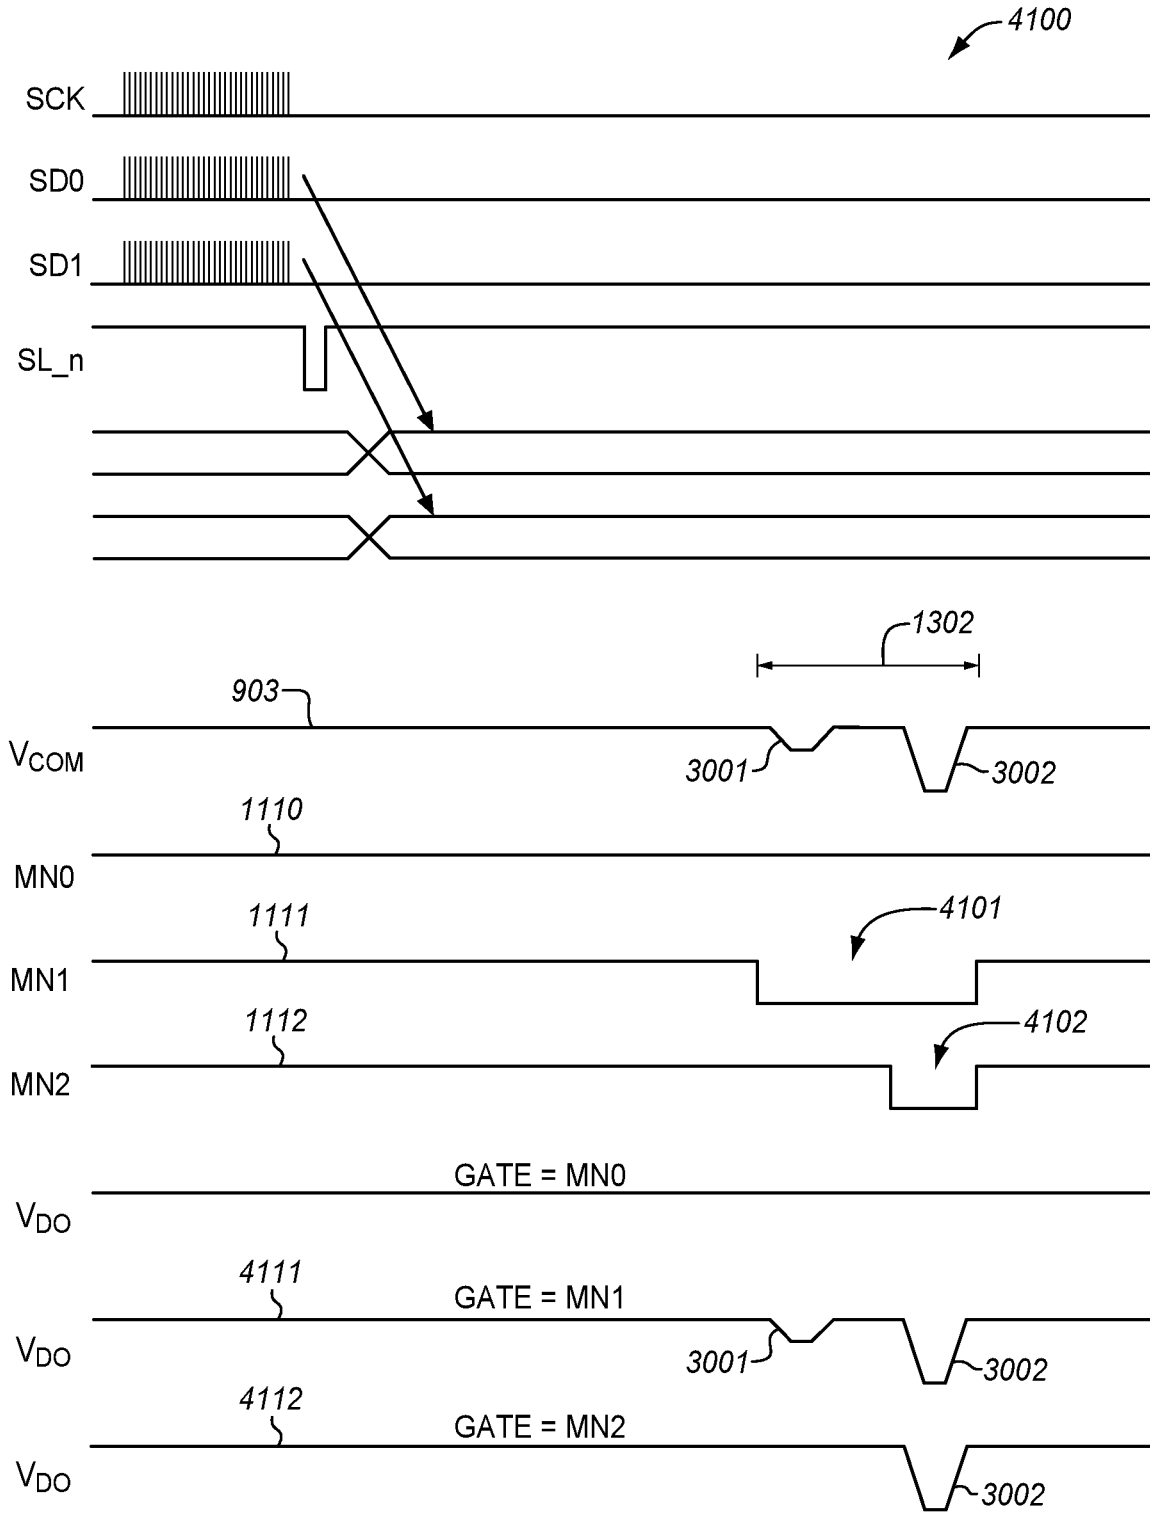 4100
SCK
SD0
SD1
SL_n
1302
903
VCOM
3001
3002
1110
MN0
1111
4101
MN1
1112
4102
MN2
GATE = MN0
VDO
4111
GATE = MN1
VDO
3001
3002
4112
GATE = MN2
VDO
3002